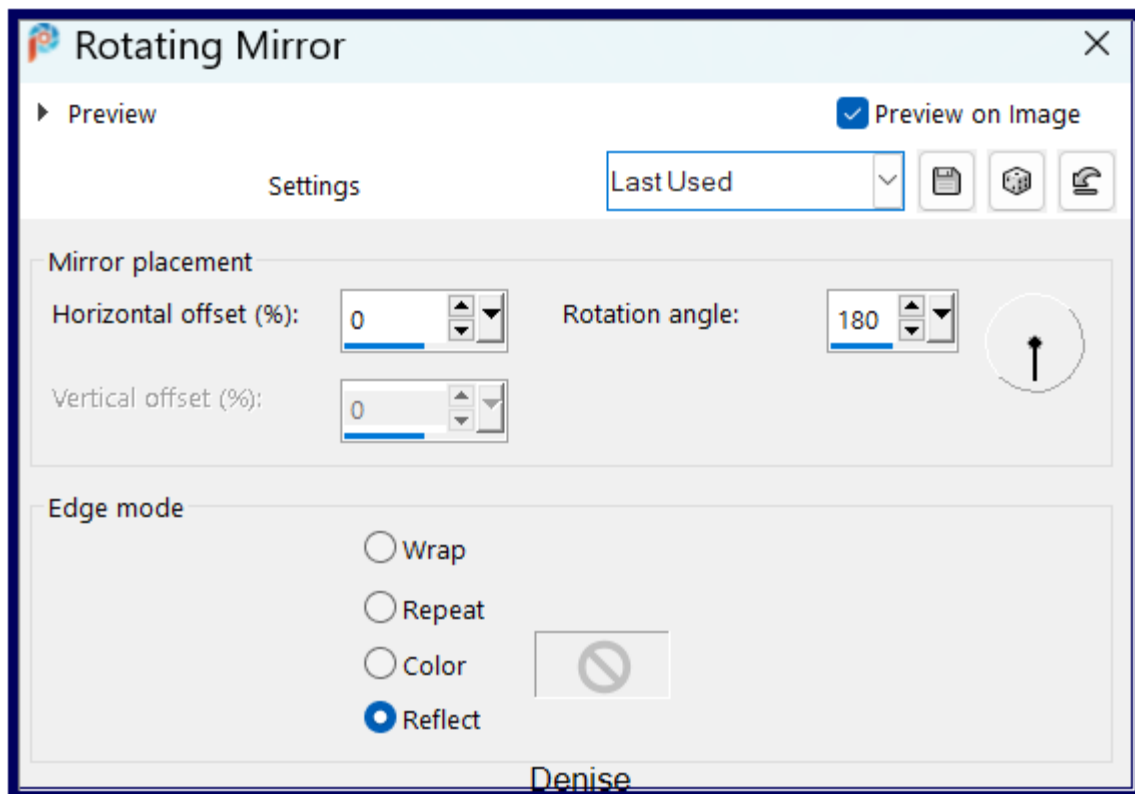 Rotating Mirror
Preview
Preview on Image
Settings
Last Used
Mirror placement
Horizontal offset (%):
0
Rotation angle:
180
Vertical offset (%):
0
Edge mode
Wrap
Repeat
Color
Reflect
Denise